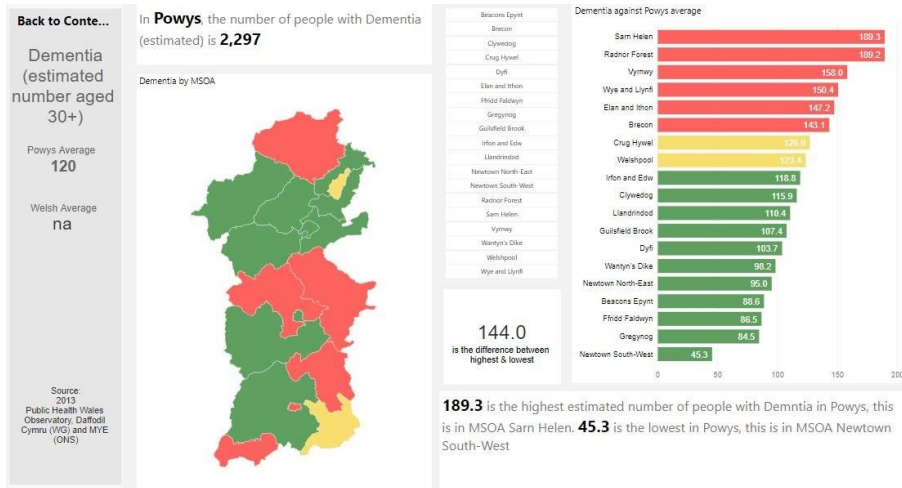 Back to Conte...
Dementia
(estimated
number aged
30+)
Powys Average
120
Welsh Average
na
Source:
2013
Public Health Wales
Observatory, Daffodil
Cymru (WG) and MYE
(ONS)
In Powys, the number of people with Dementia
(estimated) is 2,297
Dementia by MSOA
Beacons Epynt
Brecon
Clywedog
Crug Hywel
Dyfi
Elan and Ithon
Ffridd Faldwyn
Gregynog
Guilsfield Brook
Irfon and Edw
Llandrindod
Newtown North-East
Newtown South-West
Radnor Forest
Sarn Helen
Vyrnwy
Wantyn's Dike
Welshpool
Wye and Llynfi
144.0
is the difference between
highest & lowest
Dementia against Powys average
Sarn Helen 189.3
Radnor Forest 189.2
Vyrnwy 158.0
Wye and Llynfi 150.4
Elan and Ithon 147.2
Brecon 143.1
Crug Hywel
Welshpool 123.4
Irfon and Edw 118.8
Clywedog 115.9
Llandrindod 110.4
Guilsfield Brook 107.4
Dyfi 103.7
Wantyn's Dike 98.2
Newtown North-East 95.0
Beacons Epynt 88.6
Ffridd Faldwyn 86.5
Gregynog 84.5
Newtown South-West 45.3
0 50 100 150 200
189.3 is the highest estimated number of people with Demntia in Powys, this
is in MSOA Sarn Helen. 45.3 is the lowest in Powys, this is in MSOA Newtown
South-West